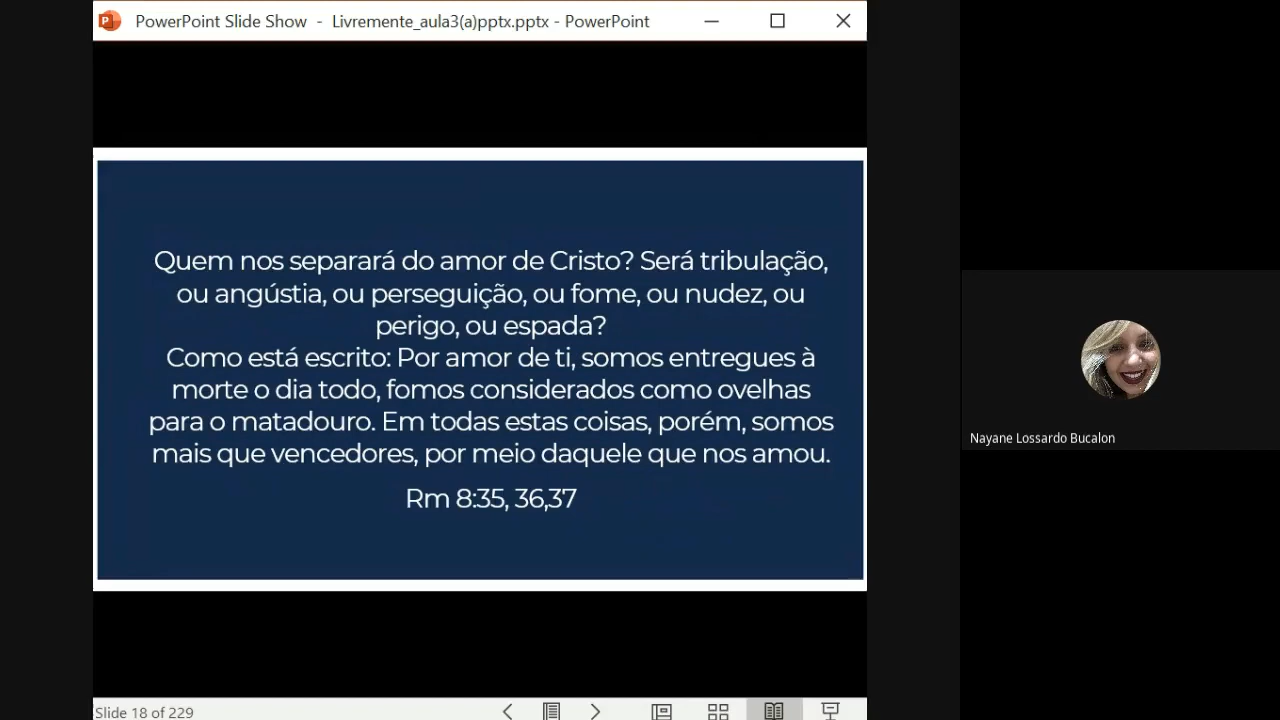 PowerPoint Slide Show - Livremente_aula3(a)pptx.pptx - PowerPoint
Quem nos separará do amor de Cristo? Será tribulação,
ou angústia, ou perseguição, ou fome, ou nudez, ou
perigo, ou espada?
Como está escrito: Por amor de ti, somos entregues à
morte o dia todo, fomos considerados como ovelhas
para o matadouro. Em todas estas coisas, porém, somos
mais que vencedores, por meio daquele que nos amou.
Rm 8:35, 36,37
Nayane Lossardo Bucalon
Slide 18 of 229